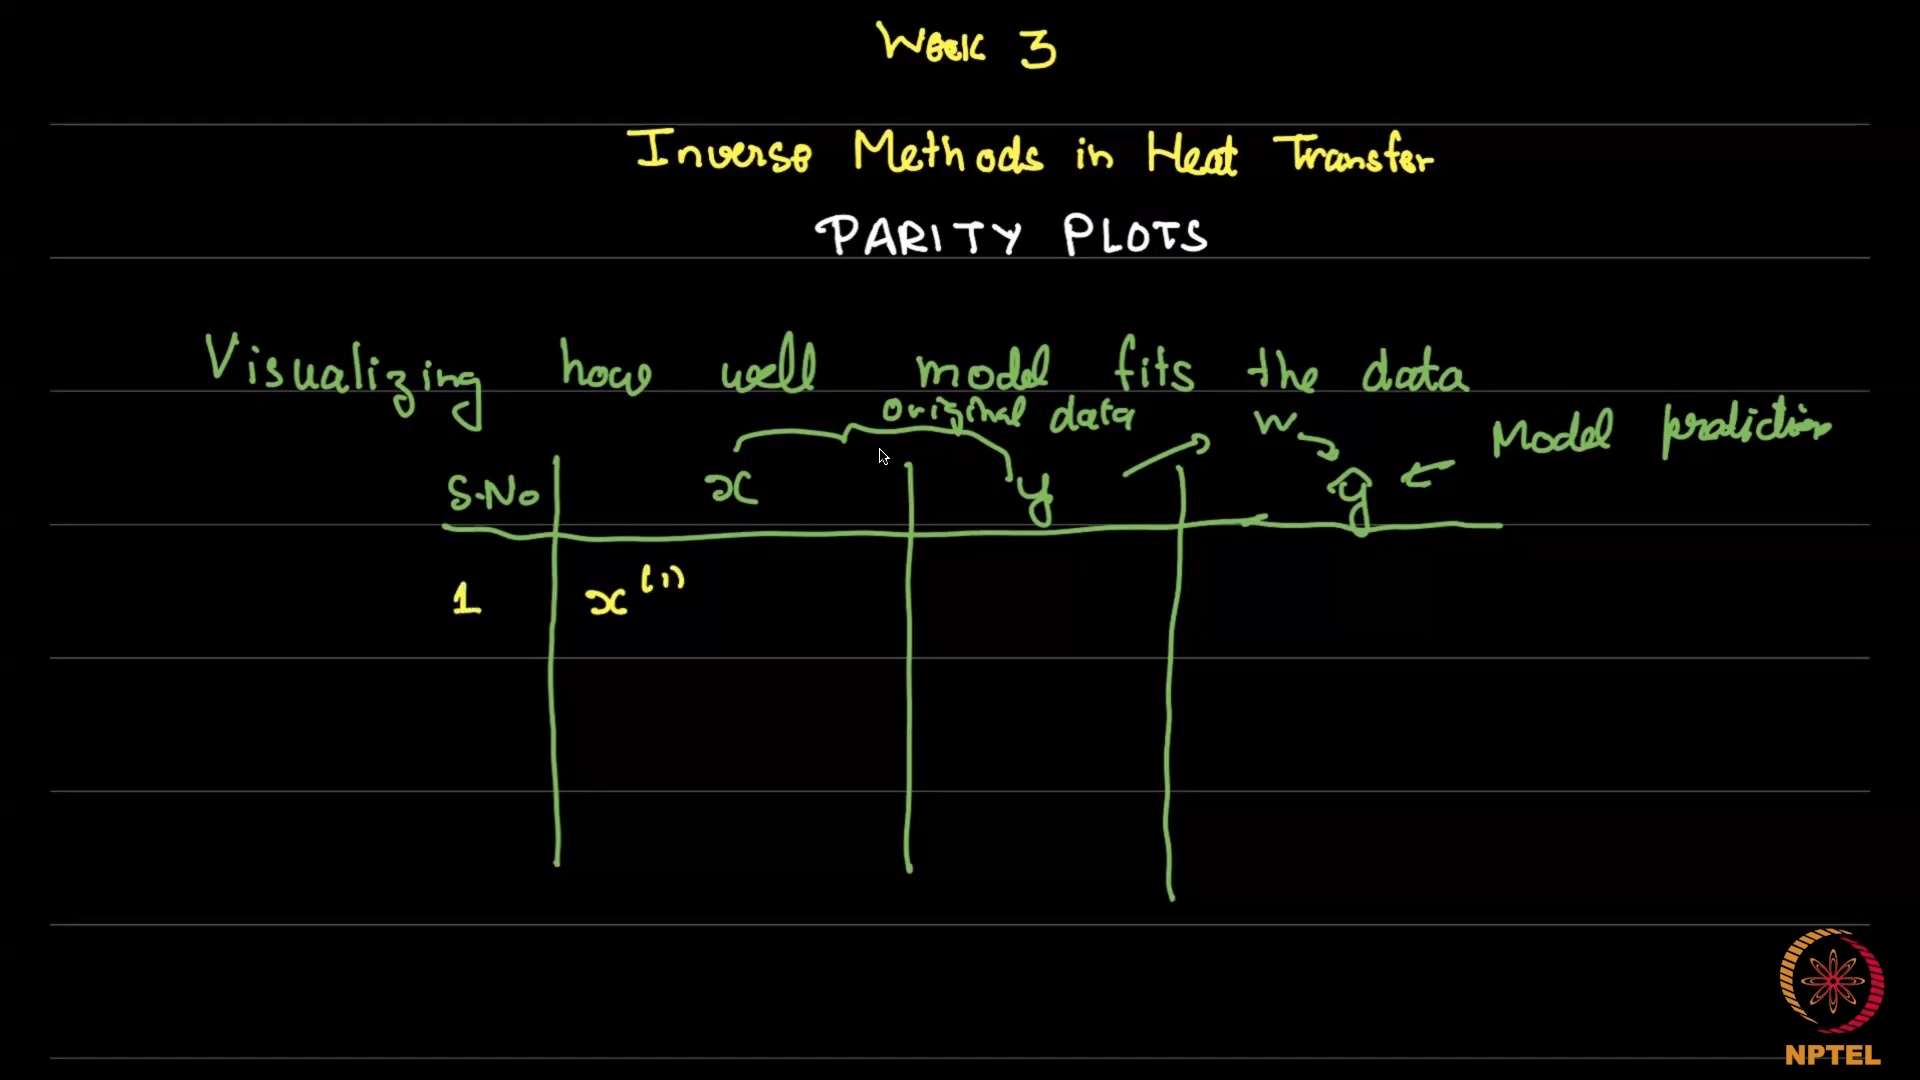 Week 3
Inverse Methods in Heat Transfer
PARITY PLOTS
Visualizing how well model fits the data
original data w Model prediction
S.No x y ŷ
1 x⁽¹⁾
NPTEL